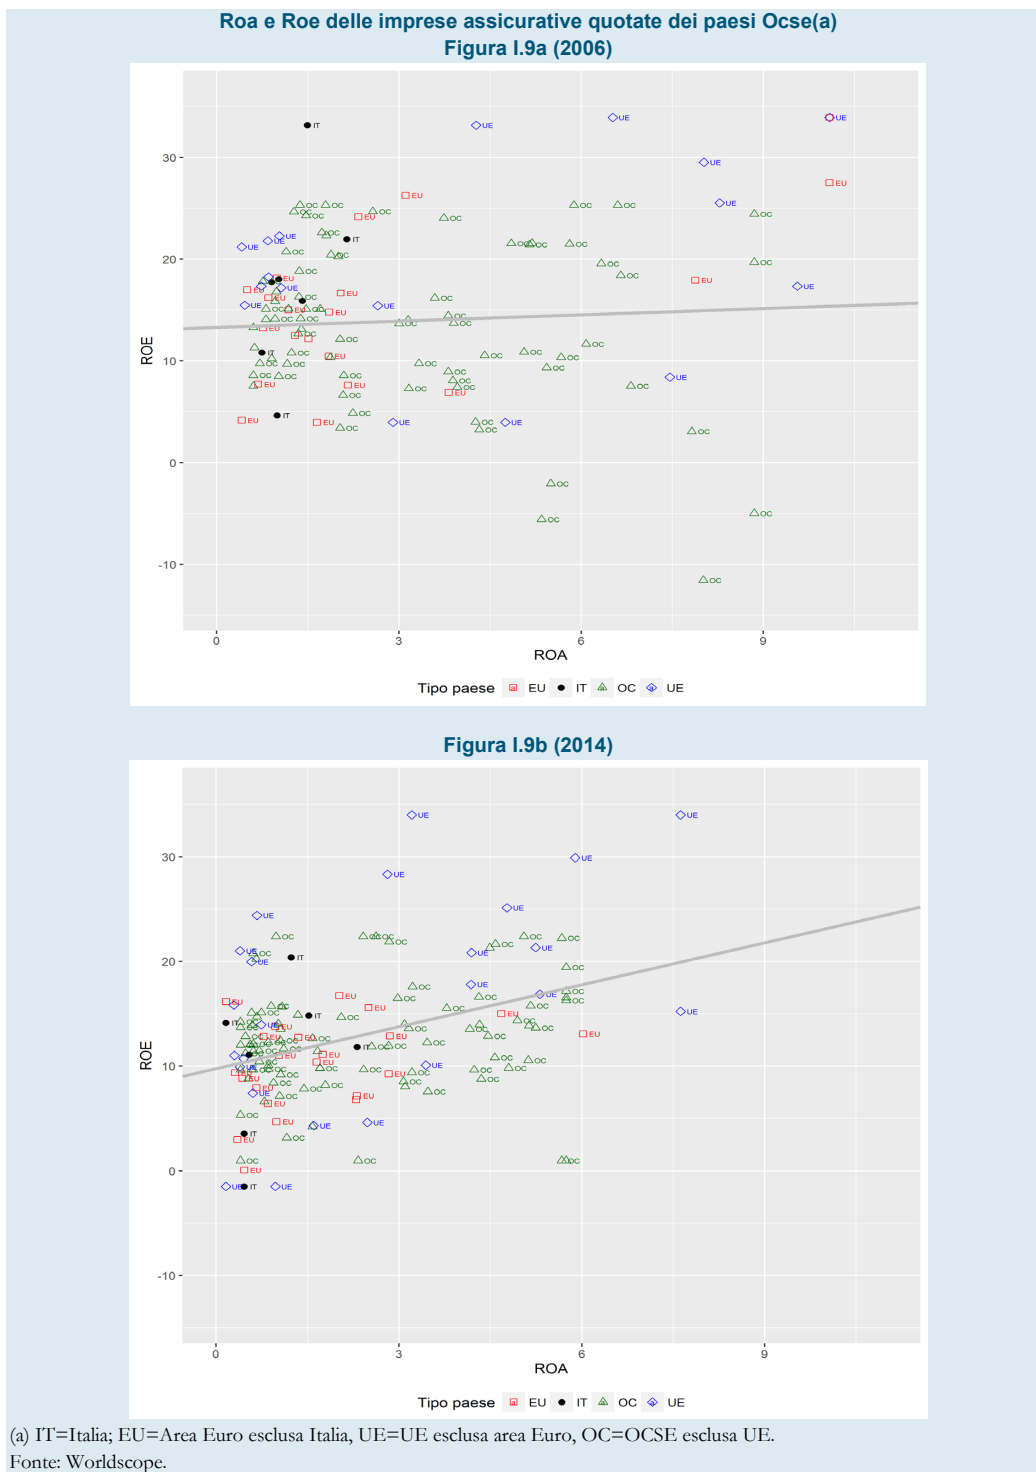 Roa e Roe delle imprese assicurative quotate dei paesi Ocse(a)
Figura I.9a (2006)
ROE
30
20
10
0
-10
0 3 6 9
ROA
Tipo paese EU IT OC UE
Figura I.9b (2014)
ROE
30
20
10
0
-10
0 3 6 9
ROA
Tipo paese EU IT OC UE
(a) IT=Italia; EU=Area Euro esclusa Italia, UE=UE esclusa area Euro, OC=OCSE esclusa UE.
Fonte: Worldscope.